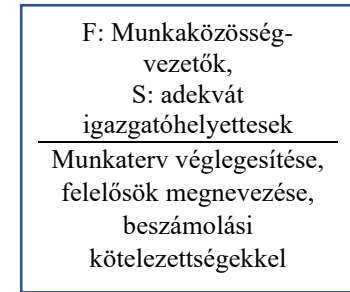 F: Munkaközösség-
vezetők,
S: adekvát
igazgatóhelyettesek
Munkaterv véglegesítése,
felelősök megnevezése,
beszámolási
kötelezettségekkel